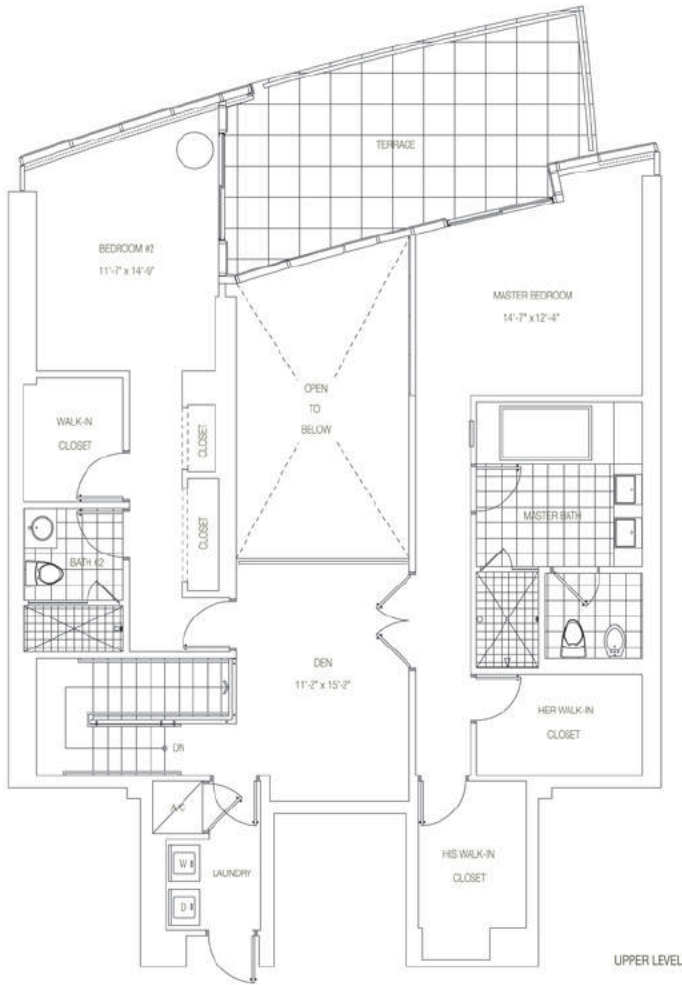 TERRACE
BEDROOM #2
11'-7" x 14'-9"
MASTER BEDROOM
14'-7" x 12'-4"
OPEN
TO
BELOW
WALK-IN
CLOSET
CLOSET
CLOSET
BATH #2
MASTER BATH
DEN
11'-2" x 15'-2"
DN
HER WALK-IN
CLOSET
A/C
W
LAUNDRY
D
HIS WALK-IN
CLOSET
UPPER LEVEL